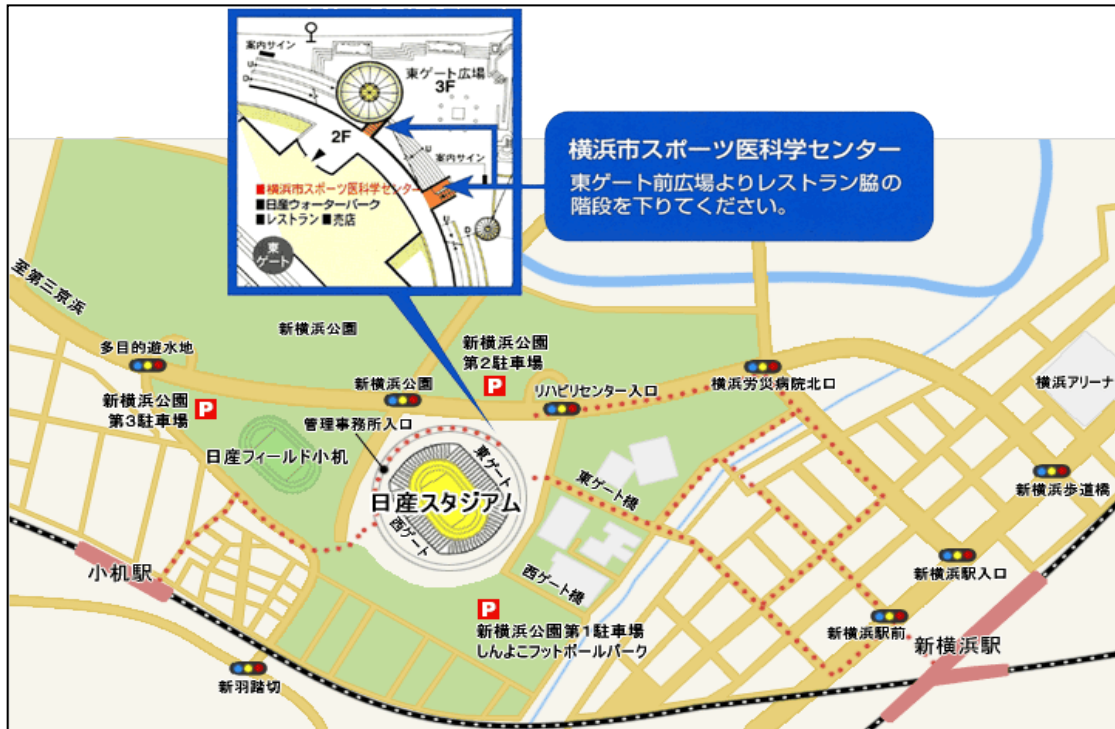 案内サイン
東ゲート広場
3F
2F
U
D
U
案内サイン
■横浜市スポーツ医科学センター
■日産ウォーターパーク
■レストラン ■売店
東
ゲート
U
D
横浜市スポーツ医科学センター
東ゲート前広場よりレストラン脇の
階段を下りてください。
至第三京浜
新横浜公園
多目的遊水地
新横浜公園
第2駐車場
P
新横浜公園
リハビリセンター入口
横浜労災病院北口
横浜アリーナ
新横浜公園
第3駐車場
P
管理事務所入口
日産フィールド小机
東ゲート
日産スタジアム
西ゲート
東ゲート橋
新横浜歩道橋
小机駅
西ゲート橋
新横浜駅入口
P
新横浜公園第1駐車場
しんよこフットボールパーク
新横浜駅前
新横浜駅
新羽踏切